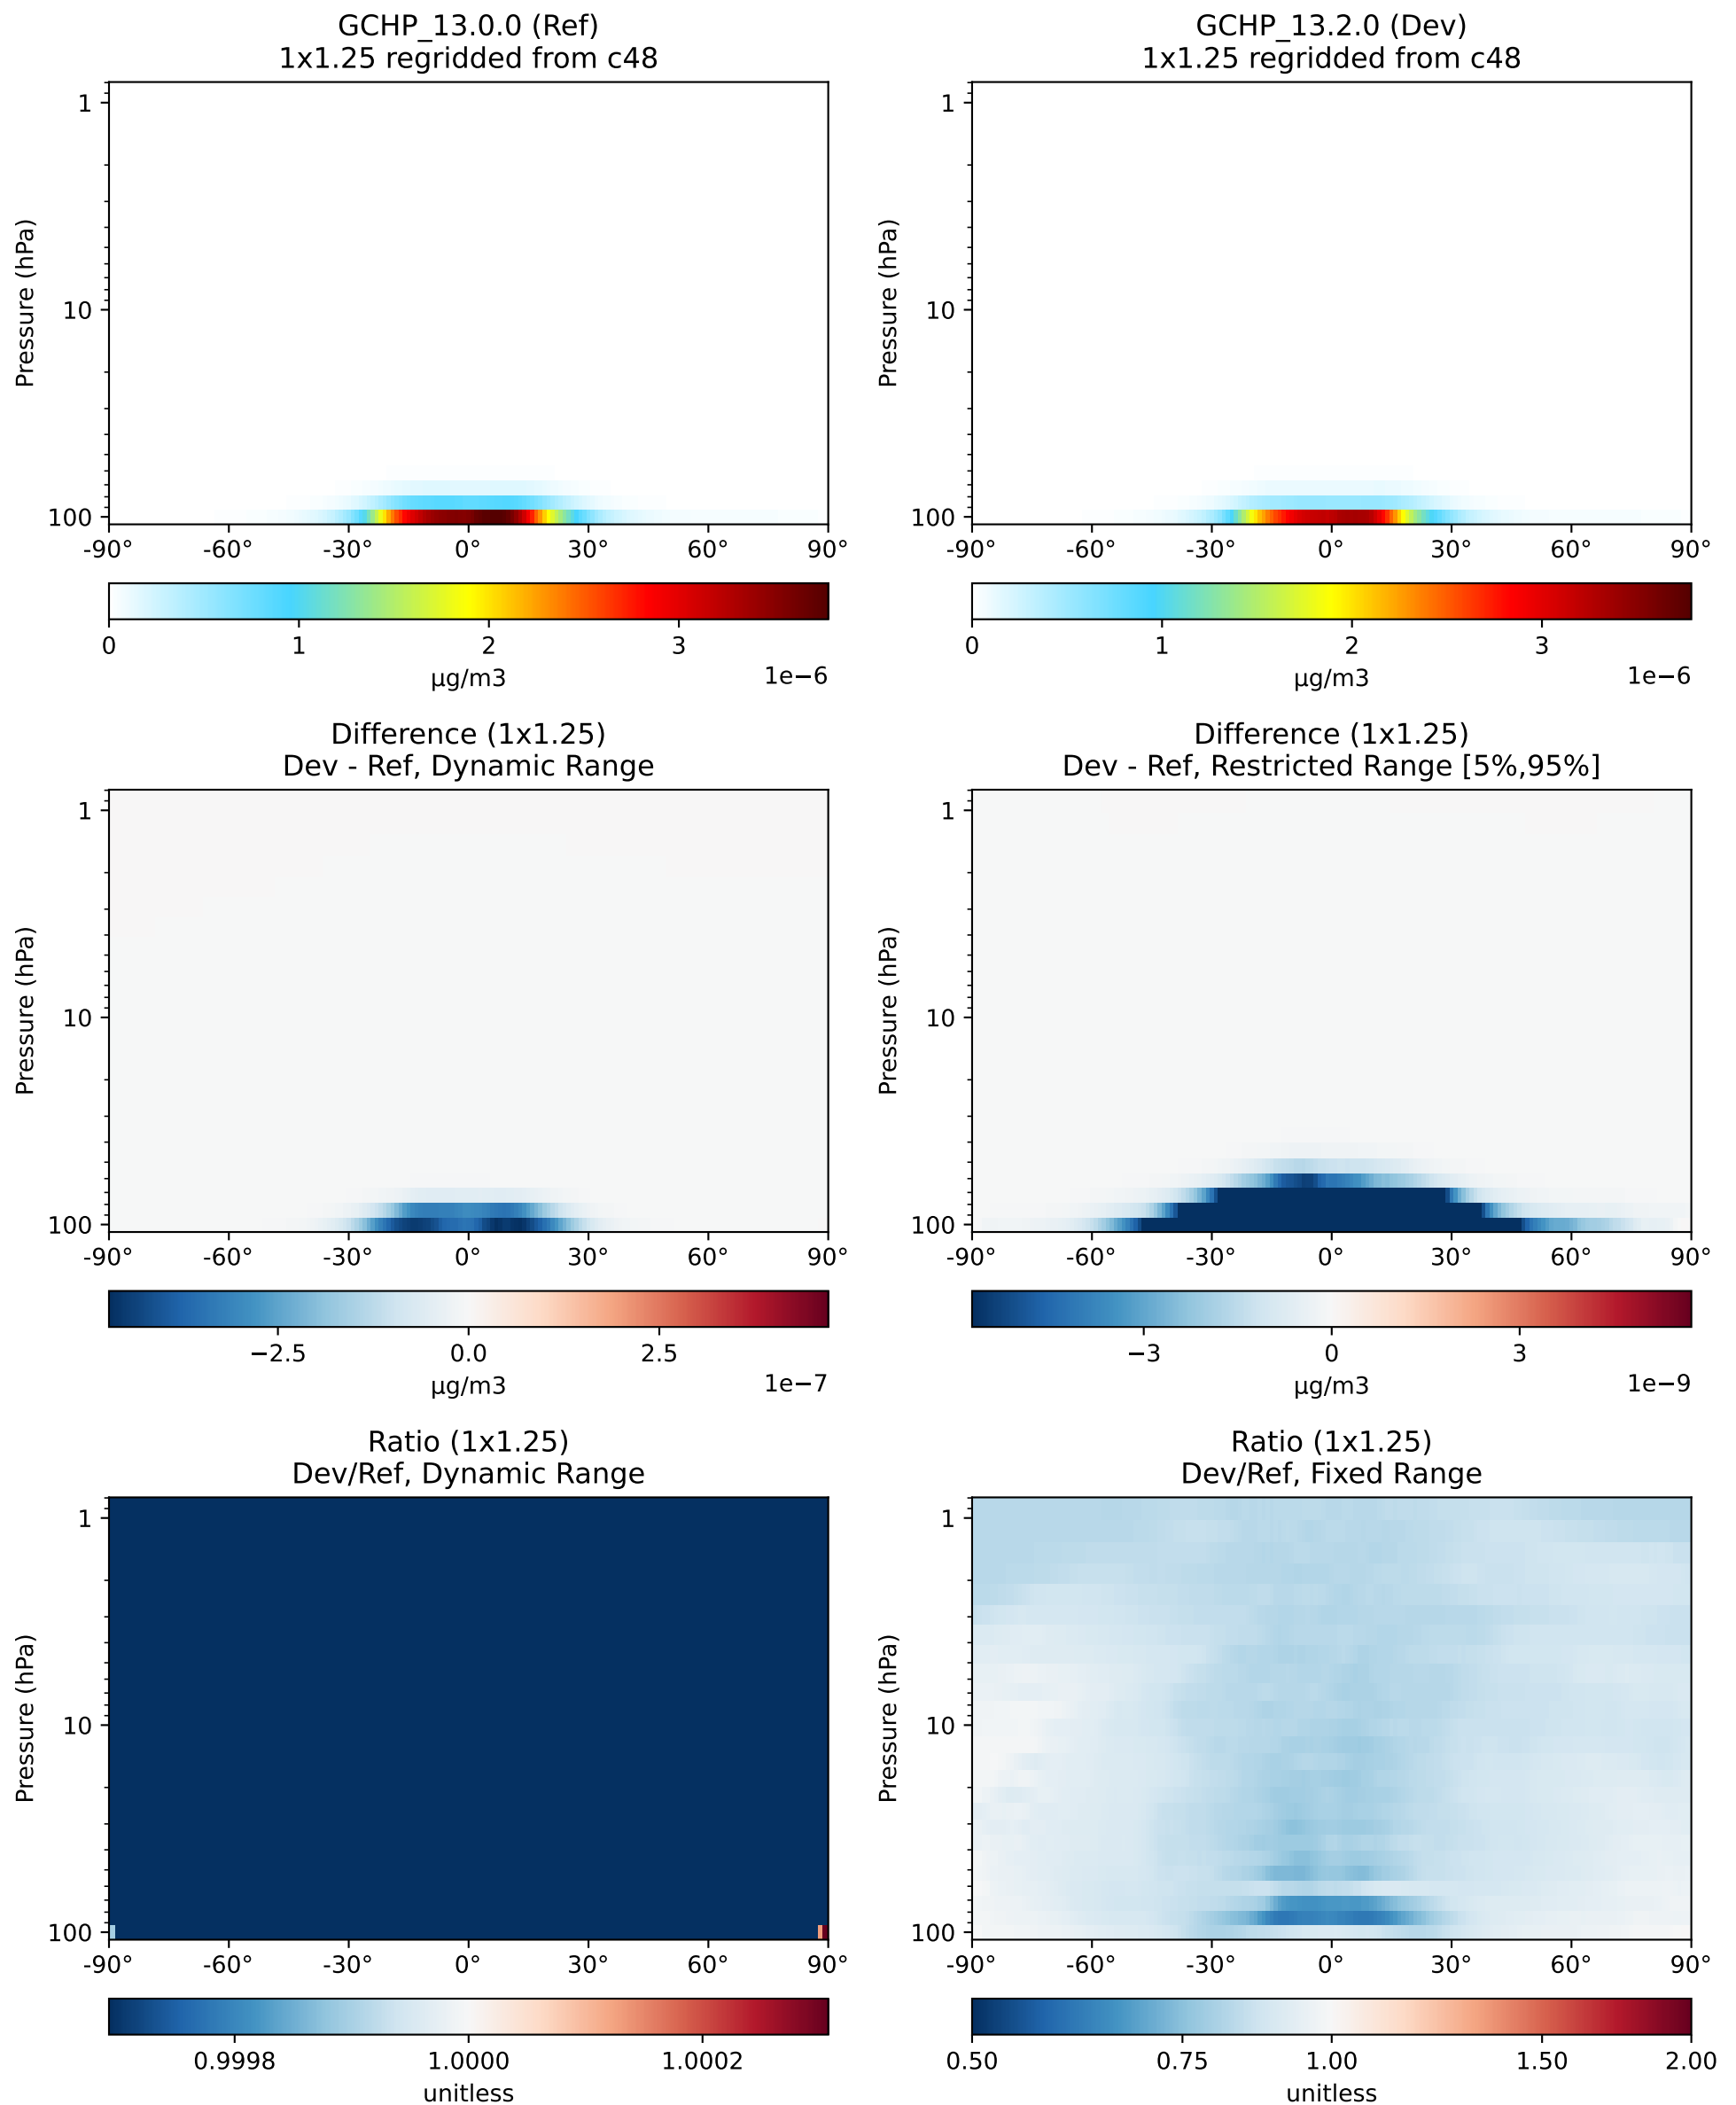 GCHP_13.0.0 (Ref)
1x1.25 regridded from c48
Pressure (hPa)
1
10
100
-90° -60° -30° 0° 30° 60° 90°
0 1 2 3
µg/m3 1e−6
GCHP_13.2.0 (Dev)
1x1.25 regridded from c48
Pressure (hPa)
1
10
100
-90° -60° -30° 0° 30° 60° 90°
0 1 2 3
µg/m3 1e−6
Difference (1x1.25)
Dev - Ref, Dynamic Range
Pressure (hPa)
1
10
100
-90° -60° -30° 0° 30° 60° 90°
−2.5 0.0 2.5
µg/m3 1e−7
Difference (1x1.25)
Dev - Ref, Restricted Range [5%,95%]
Pressure (hPa)
1
10
100
-90° -60° -30° 0° 30° 60° 90°
−3 0 3
µg/m3 1e−9
Ratio (1x1.25)
Dev/Ref, Dynamic Range
Pressure (hPa)
1
10
100
-90° -60° -30° 0° 30° 60° 90°
0.9998 1.0000 1.0002
unitless
Ratio (1x1.25)
Dev/Ref, Fixed Range
Pressure (hPa)
1
10
100
-90° -60° -30° 0° 30° 60° 90°
0.50 0.75 1.00 1.50 2.00
unitless